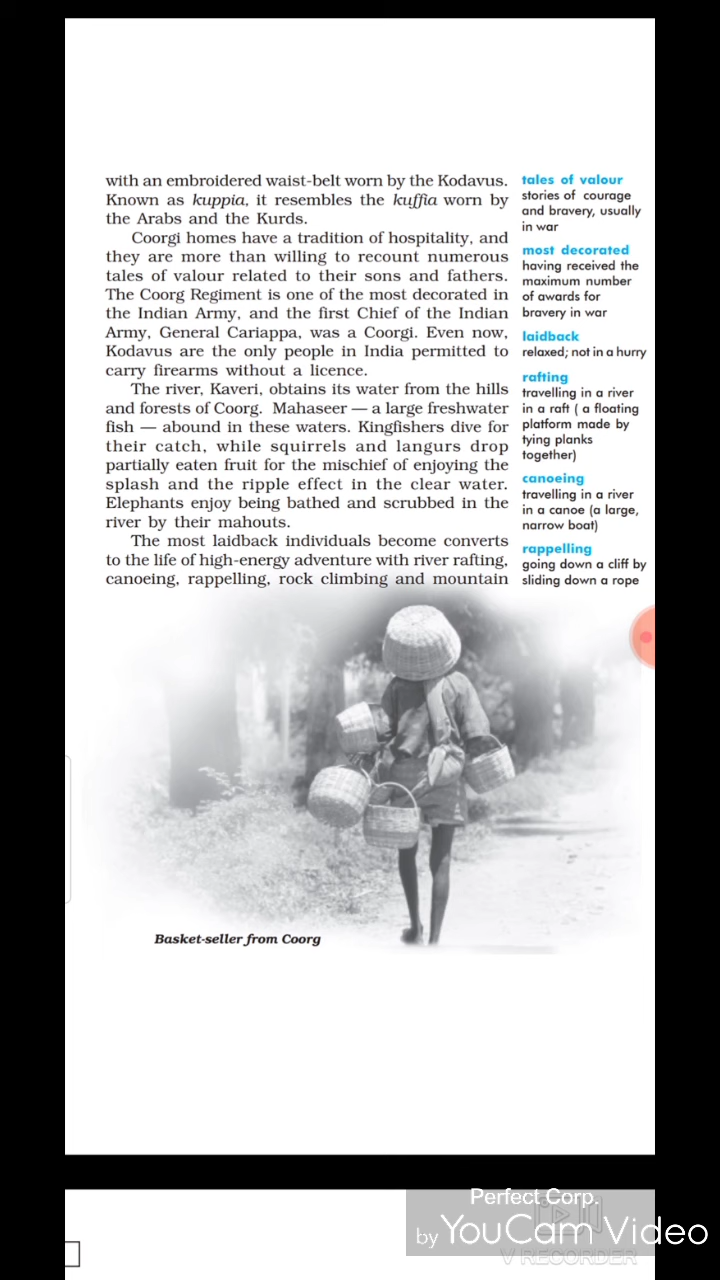 with an embroidered waist-belt worn by the Kodavus.
Known as kuppia, it resembles the kuffia worn by
the Arabs and the Kurds.
Coorgi homes have a tradition of hospitality, and
they are more than willing to recount numerous
tales of valour related to their sons and fathers.
The Coorg Regiment is one of the most decorated in
the Indian Army, and the first Chief of the Indian
Army, General Cariappa, was a Coorgi. Even now,
Kodavus are the only people in India permitted to
carry firearms without a licence.
The river, Kaveri, obtains its water from the hills
and forests of Coorg. Mahaseer — a large freshwater
fish — abound in these waters. Kingfishers dive for
their catch, while squirrels and langurs drop
partially eaten fruit for the mischief of enjoying the
splash and the ripple effect in the clear water.
Elephants enjoy being bathed and scrubbed in the
river by their mahouts.
The most laidback individuals become converts
to the life of high-energy adventure with river rafting,
canoeing, rappelling, rock climbing and mountain
tales of valour
stories of courage
and bravery, usually
in war
most decorated
having received the
maximum number
of awards for
bravery in war
laidback
relaxed; not in a hurry
rafting
travelling in a river
in a raft ( a floating
platform made by
tying planks
together)
canoeing
travelling in a river
in a canoe (a large,
narrow boat)
rappelling
going down a cliff by
sliding down a rope
Basket-seller from Coorg
Perfect Corp.
by YouCam Video
V RECORDER